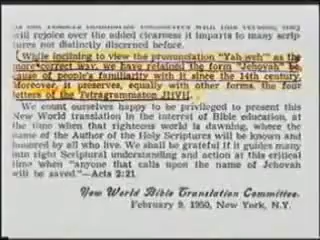 will rejoice over the added clearness it imparts to many scrip-
tures not distinctly discerned before.
While inclining to view the pronunciation "Yah·weh" as the
more correct way, we have retained the form "Jehovah" be-
cause of people's familiarity with it since the 14th century.
Moreover, it preserves, equally with other forms, the four
letters of the Tetragrammaton JHVH.
We count ourselves happy to be privileged to present this
New World translation in the interest of Bible education, at
the time when that righteous world is dawning, where the
name of the Author of the Holy Scriptures will be known and
honored by all who live. We shall be grateful if it guides many
into right Scriptural understanding and action at this critical
time when "anyone that calls upon the name of Jehovah
will be saved."—Acts 2:21.
New World Bible Translation Committee.
February 9, 1950, New York, N.Y.